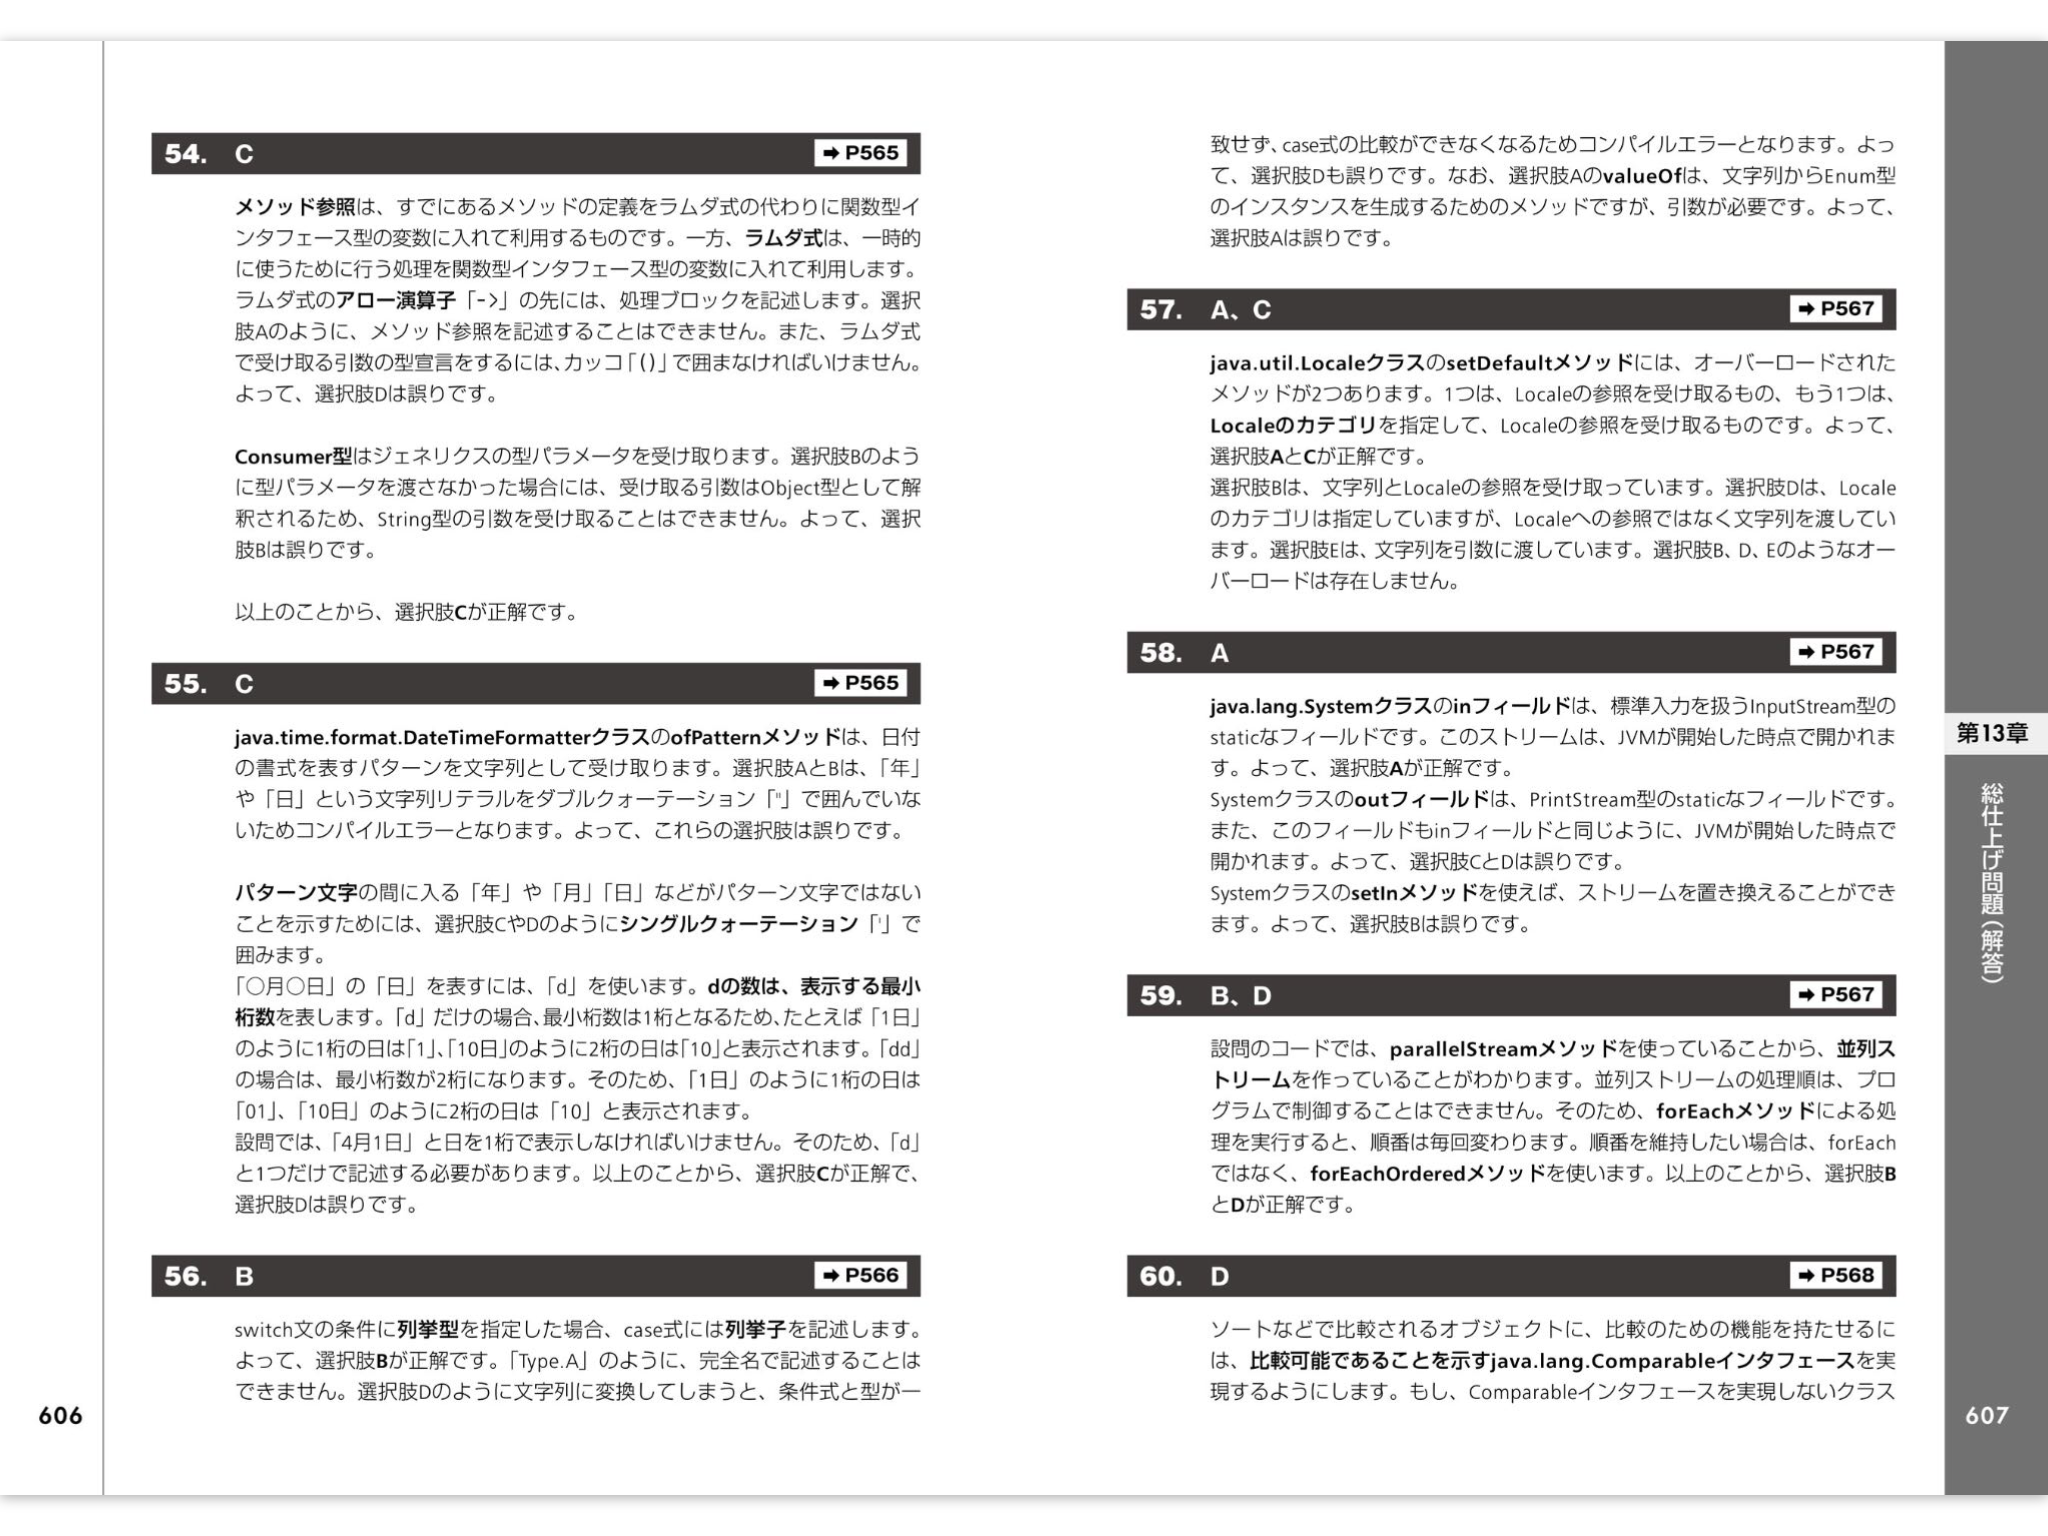 54. C ➡ P565
メソッド参照は、すでにあるメソッドの定義をラムダ式の代わりに関数型イ
ンタフェース型の変数に入れて利用するものです。一方、ラムダ式は、一時的
に使うために行う処理を関数型インタフェース型の変数に入れて利用します。
ラムダ式のアロー演算子「->」の先には、処理ブロックを記述します。選択
肢Aのように、メソッド参照を記述することはできません。また、ラムダ式
で受け取る引数の型宣言をするには、カッコ「()」で囲まなければいけません。
よって、選択肢Dは誤りです。
Consumer型はジェネリクスの型パラメータを受け取ります。選択肢Bのよう
に型パラメータを渡さなかった場合には、受け取る引数はObject型として解
釈されるため、String型の引数を受け取ることはできません。よって、選択
肢Bは誤りです。
以上のことから、選択肢Cが正解です。
55. C ➡ P565
java.time.format.DateTimeFormatterクラスのofPatternメソッドは、日付
の書式を表すパターンを文字列として受け取ります。選択肢AとBは、「年」
や「日」という文字列リテラルをダブルクォーテーション「"」で囲んでいな
いためコンパイルエラーとなります。よって、これらの選択肢は誤りです。
パターン文字の間に入る「年」や「月」「日」などがパターン文字ではない
ことを示すためには、選択肢CやDのようにシングルクォーテーション「'」で
囲みます。
「○月○日」の「日」を表すには、「d」を使います。dの数は、表示する最小
桁数を表します。「d」だけの場合、最小桁数は1桁となるため、たとえば「1日」
のように1桁の日は「1」、「10日」のように2桁の日は「10」と表示されます。「dd」
の場合は、最小桁数が2桁になります。そのため、「1日」のように1桁の日は
「01」、「10日」のように2桁の日は「10」と表示されます。
設問では、「4月1日」と日を1桁で表示しなければいけません。そのため、「d」
と1つだけで記述する必要があります。以上のことから、選択肢Cが正解で、
選択肢Dは誤りです。
56. B ➡ P566
switch文の条件に列挙型を指定した場合、case式には列挙子を記述します。
よって、選択肢Bが正解です。「Type.A」のように、完全名で記述することは
できません。選択肢Dのように文字列に変換してしまうと、条件式と型が一
606
致せず、case式の比較ができなくなるためコンパイルエラーとなります。よっ
て、選択肢Dも誤りです。なお、選択肢AのvalueOfは、文字列からEnum型
のインスタンスを生成するためのメソッドですが、引数が必要です。よって、
選択肢Aは誤りです。
57. A、C ➡ P567
java.util.LocaleクラスのsetDefaultメソッドには、オーバーロードされた
メソッドが2つあります。1つは、Localeの参照を受け取るもの、もう1つは、
Localeのカテゴリを指定して、Localeの参照を受け取るものです。よって、
選択肢AとCが正解です。
選択肢Bは、文字列とLocaleの参照を受け取っています。選択肢Dは、Locale
のカテゴリは指定していますが、Localeへの参照ではなく文字列を渡してい
ます。選択肢Eは、文字列を引数に渡しています。選択肢B、D、Eのようなオー
バーロードは存在しません。
58. A ➡ P567
java.lang.Systemクラスのinフィールドは、標準入力を扱うInputStream型の
staticなフィールドです。このストリームは、JVMが開始した時点で開かれま
す。よって、選択肢Aが正解です。
Systemクラスのoutフィールドは、PrintStream型のstaticなフィールドです。
また、このフィールドもinフィールドと同じように、JVMが開始した時点で
開かれます。よって、選択肢CとDは誤りです。
SystemクラスのsetInメソッドを使えば、ストリームを置き換えることができ
ます。よって、選択肢Bは誤りです。
59. B、D ➡ P567
設問のコードでは、parallelStreamメソッドを使っていることから、並列ス
トリームを作っていることがわかります。並列ストリームの処理順は、プロ
グラムで制御することはできません。そのため、forEachメソッドによる処
理を実行すると、順番は毎回変わります。順番を維持したい場合は、forEach
ではなく、forEachOrderedメソッドを使います。以上のことから、選択肢B
とDが正解です。
60. D ➡ P568
ソートなどで比較されるオブジェクトに、比較のための機能を持たせるに
は、比較可能であることを示すjava.lang.Comparableインタフェースを実
現するようにします。もし、Comparableインタフェースを実現しないクラス
第13章
総仕上げ問題（解答）
607